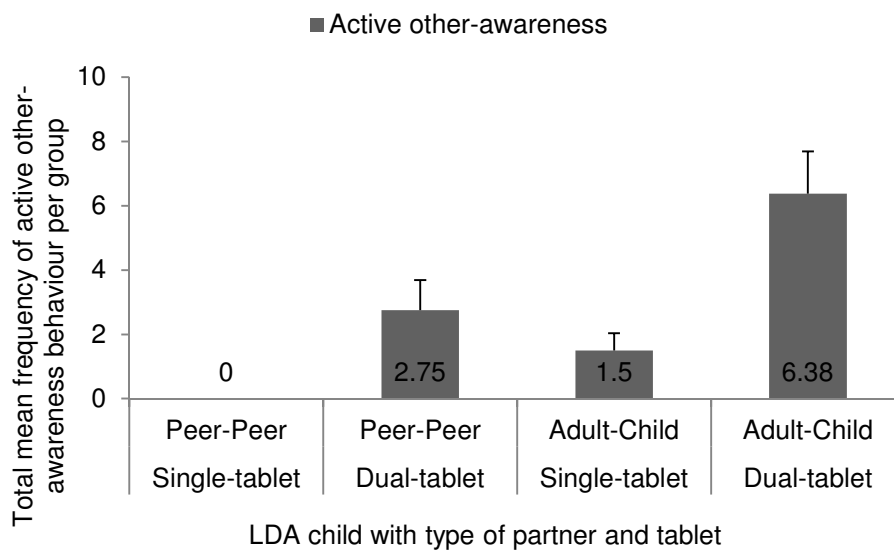 Active other-awareness
Total mean frequency of active other-
awareness behaviour per group
10
8
6
4
2
0
0
2.75
1.5
6.38
Peer-Peer
Peer-Peer
Adult-Child
Adult-Child
Single-tablet
Dual-tablet
Single-tablet
Dual-tablet
LDA child with type of partner and tablet